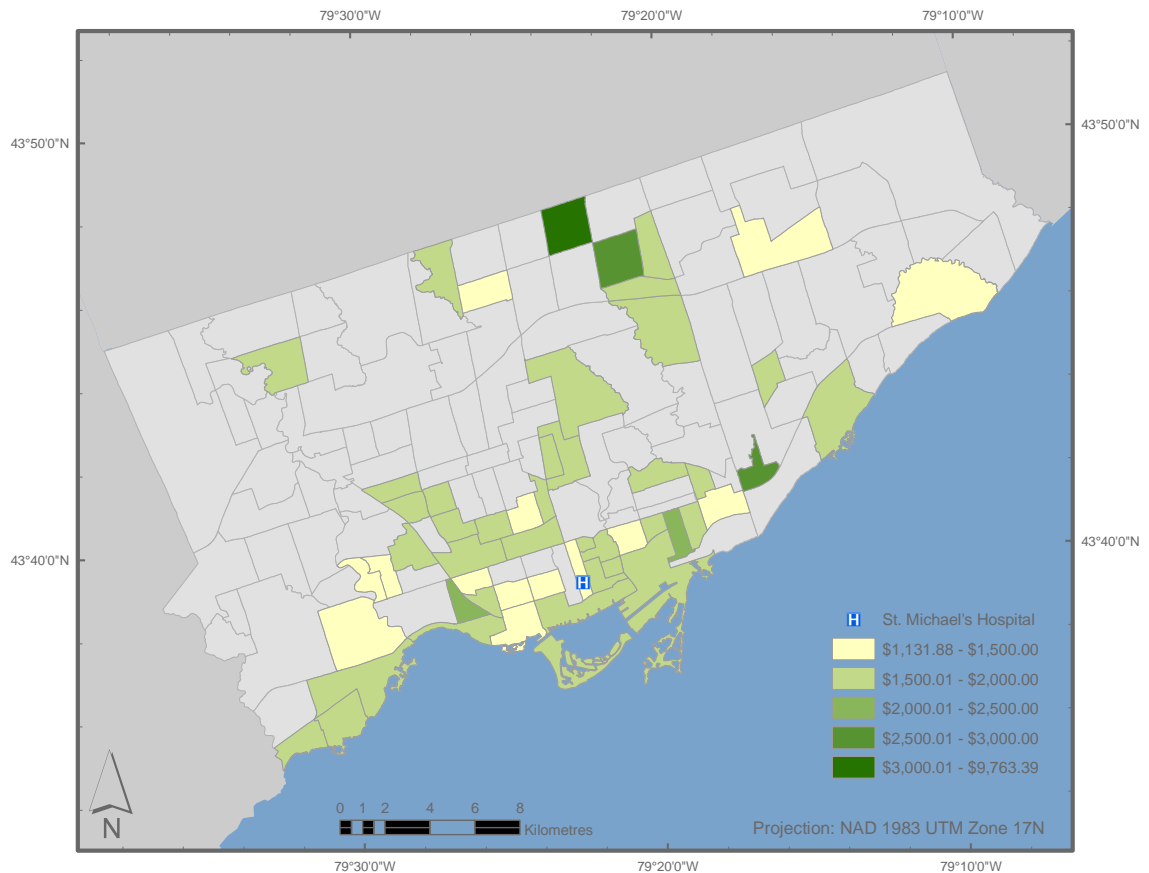 79°30'0"W 79°20'0"W 79°10'0"W
43°50'0"N 43°50'0"N
43°40'0"N 43°40'0"N
H
H St. Michael's Hospital
$1,131.88 - $1,500.00
$1,500.01 - $2,000.00
$2,000.01 - $2,500.00
$2,500.01 - $3,000.00
$3,000.01 - $9,763.39
N
0 1 2 4 6 8
Kilometres
Projection: NAD 1983 UTM Zone 17N
79°30'0"W 79°20'0"W 79°10'0"W